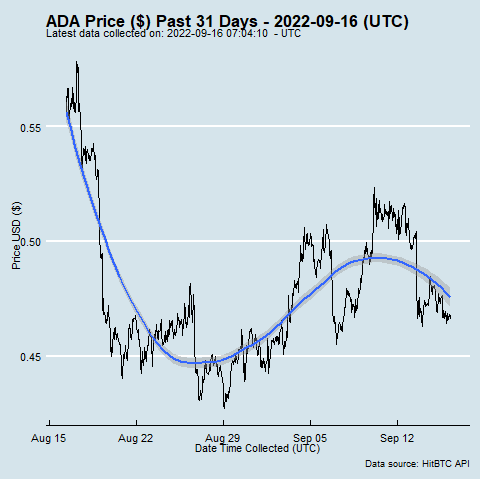 ADA Price ($) Past 31 Days - 2022-09-16 (UTC)
Latest data collected on: 2022-09-16 07:04:10  - UTC
Price USD ($)
0.55
0.50
0.45
Aug 15
Aug 22
Aug 29
Sep 05
Sep 12
Date Time Collected (UTC)
Data source: HitBTC API